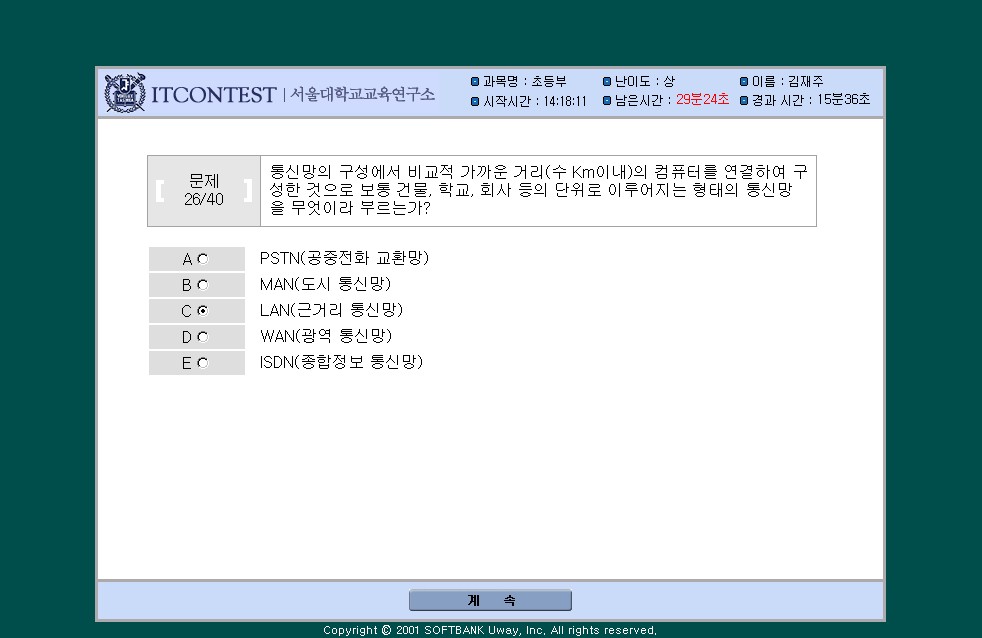 ITCONTEST | 서울대학교교육연구소
과목명 : 초등부 난이도 : 상 이름 : 김재주
시작시간 : 14:18:11 남은시간 : 29분24초 경과 시간 : 15분36초
문제
26/40
통신망의 구성에서 비교적 가까운 거리(수 Km이내)의 컴퓨터를 연결하여 구
성한 것으로 보통 건물, 학교, 회사 등의 단위로 이루어지는 형태의 통신망
을 무엇이라 부르는가?
A PSTN(공중전화 교환망)
B MAN(도시 통신망)
C LAN(근거리 통신망)
D WAN(광역 통신망)
E ISDN(종합정보 통신망)
계 속
Copyright © 2001 SOFTBANK Uway, Inc. All rights reserved.